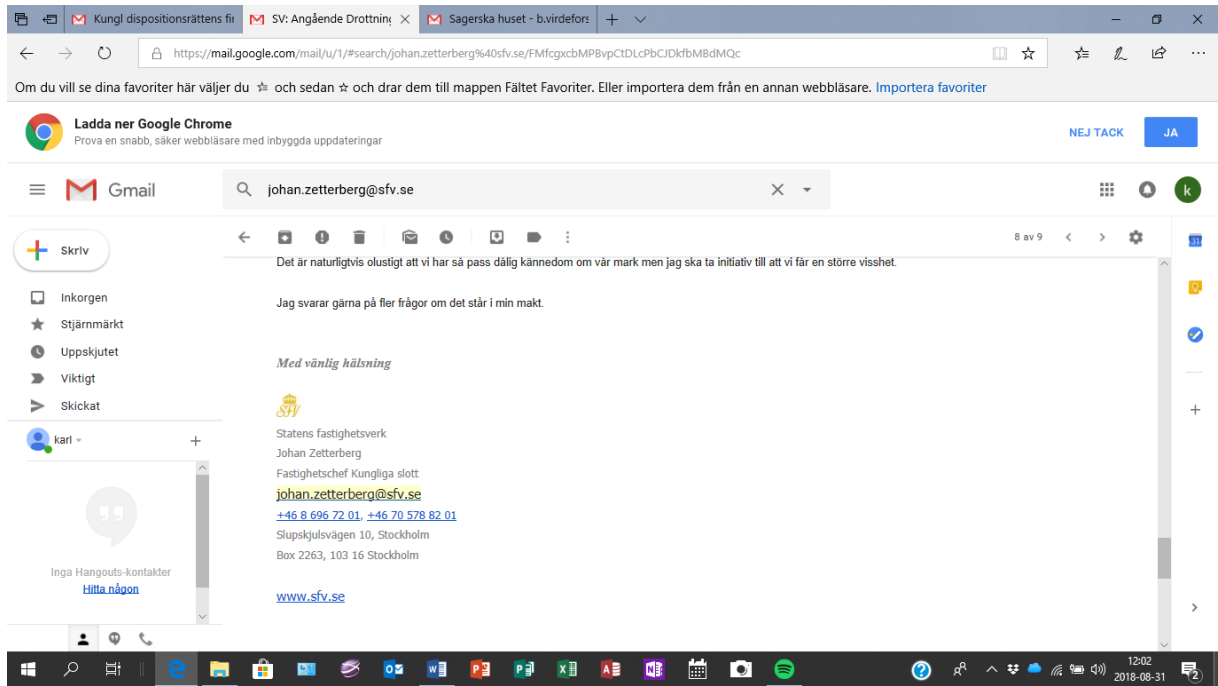 Kungl dispositionsrättens fin
SV: Angående Drottning
Sagerska huset - b.virdefors
https://mail.google.com/mail/u/1/#search/johan.zetterberg%40sfv.se/FMfcgxcbMPBvpCtDLcPbCJDkfbMBdMQc
Om du vill se dina favoriter här väljer du och sedan och drar dem till mappen Fältet Favoriter. Eller importera dem från en annan webbläsare. Importera favoriter
Ladda ner Google Chrome
Prova en snabb, säker webbläsare med inbyggda uppdateringar
NEJ TACK
JA
Gmail
johan.zetterberg@sfv.se
k
Skriv
8 av 9
31
Det är naturligtvis olustigt att vi har så pass dålig kännedom om vår mark men jag ska ta initiativ till att vi får en större visshet.
Inkorgen
Jag svarar gärna på fler frågor om det står i min makt.
Stjärnmärkt
Uppskjutet
Viktigt
Skickat
Med vänlig hälsning
SFV
karl
Statens fastighetsverk
Johan Zetterberg
Fastighetschef Kungliga slott
johan.zetterberg@sfv.se
+46 8 696 72 01, +46 70 578 82 01
Slupskjulsvägen 10, Stockholm
Box 2263, 103 16 Stockholm
www.sfv.se
Inga Hangouts-kontakter
Hitta någon
12:02
2018-08-31
2